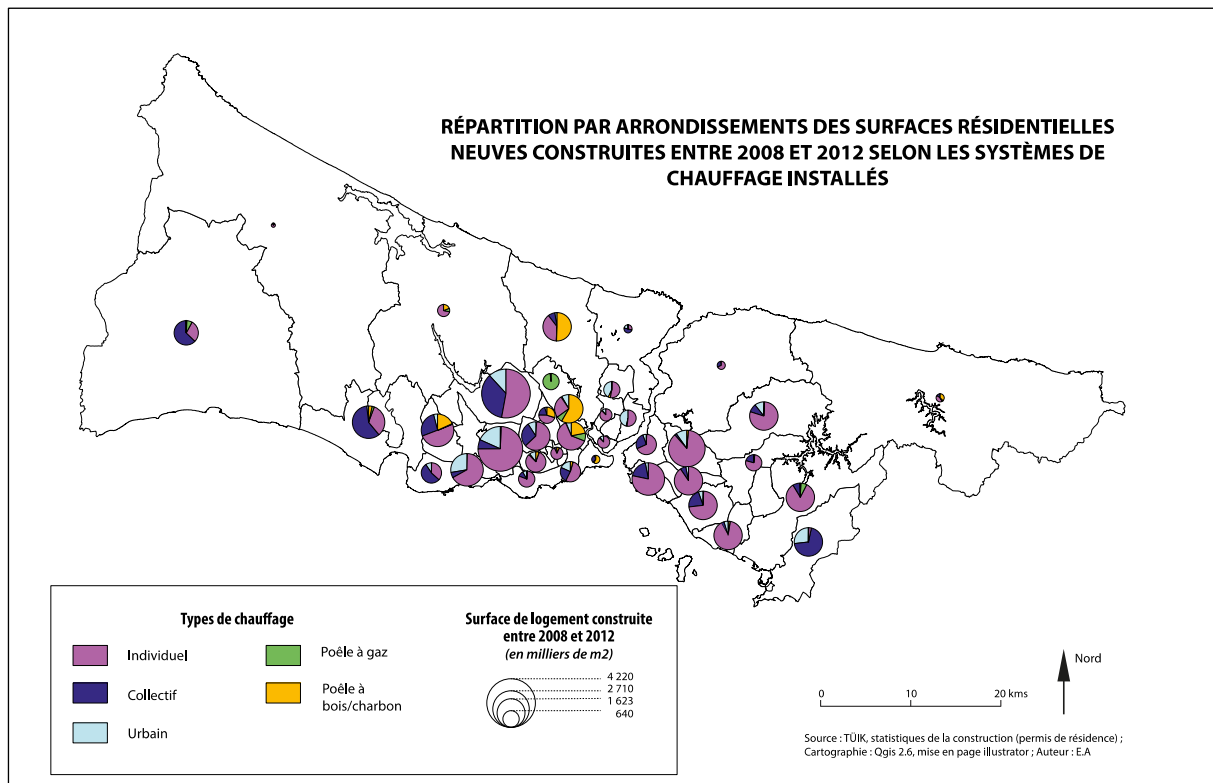 RÉPARTITION PAR ARRONDISSEMENTS DES SURFACES RÉSIDENTIELLES
NEUVES CONSTRUITES ENTRE 2008 ET 2012 SELON LES SYSTÈMES DE
CHAUFFAGE INSTALLÉS
Types de chauffage
Individuel
Collectif
Urbain
Poêle à gaz
Poêle à
bois/charbon
Surface de logement construite
entre 2008 et 2012
(en milliers de m2)
4 220
2 710
1 623
640
0 10 20 kms
Nord
Source : TÜIK, statistiques de la construction (permis de résidence) ;
Cartographie : Qgis 2.6, mise en page illustrator ; Auteur : E.A